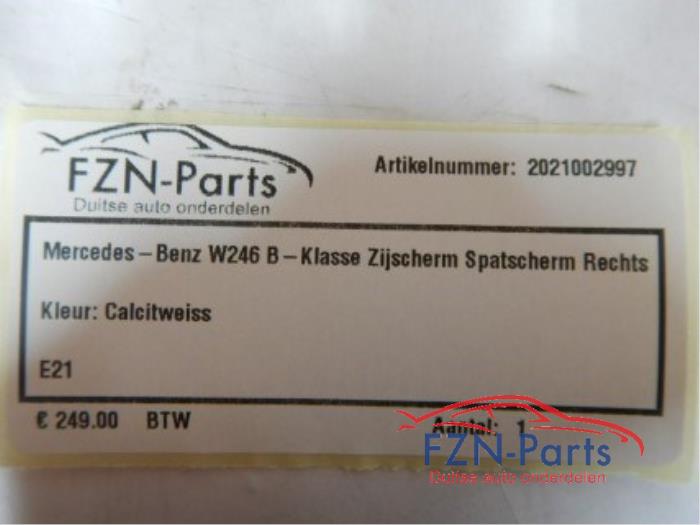 FZN-Parts
Duitse auto onderdelen
Artikelnummer: 2021002997
Mercedes-Benz W246 B-Klasse Zijscherm Spatscherm Rechts
Kleur: Calcitweiss
E21
€ 249.00 BTW
Aantal: 1
FZN-Parts
Duitse auto onderdelen